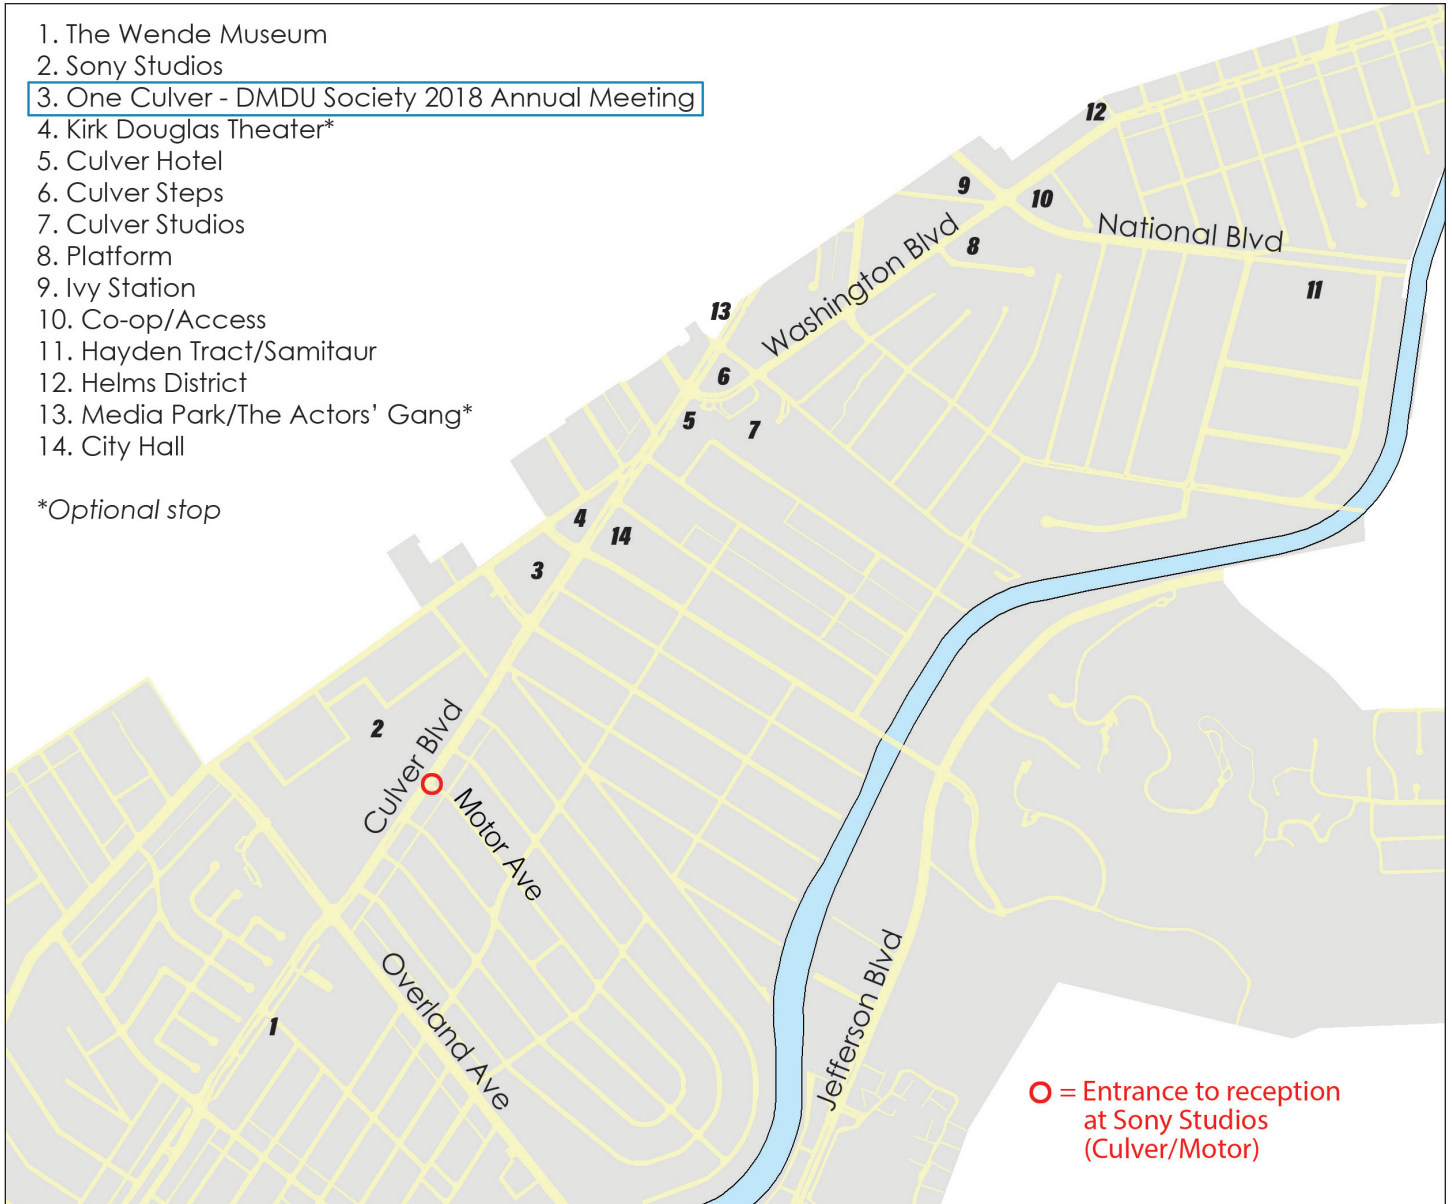 1. The Wende Museum
2. Sony Studios
3. One Culver - DMDU Society 2018 Annual Meeting
4. Kirk Douglas Theater*
5. Culver Hotel
6. Culver Steps
7. Culver Studios
8. Platform
9. Ivy Station
10. Co-op/Access
11. Hayden Tract/Samitaur
12. Helms District
13. Media Park/The Actors' Gang*
14. City Hall
*Optional stop
12
9
10
National Blvd
8
Washington Blvd
11
13
6
5
7
4
14
3
2
Culver Blvd
Motor Ave
Overland Ave
1
Jefferson Blvd
= Entrance to reception
at Sony Studios
(Culver/Motor)